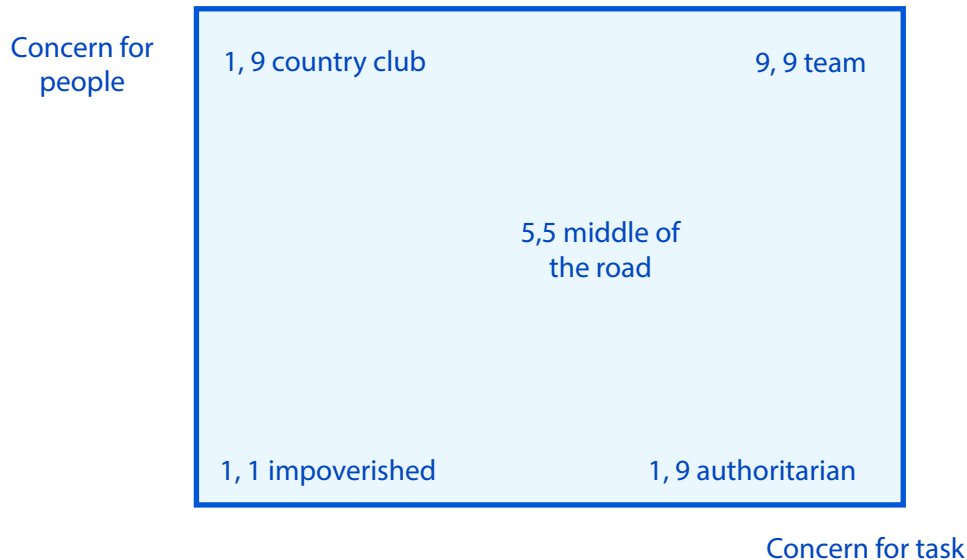 Concern for
people
1, 9 country club
9, 9 team
5,5 middle of
the road
1, 1 impoverished
1, 9 authoritarian
Concern for task